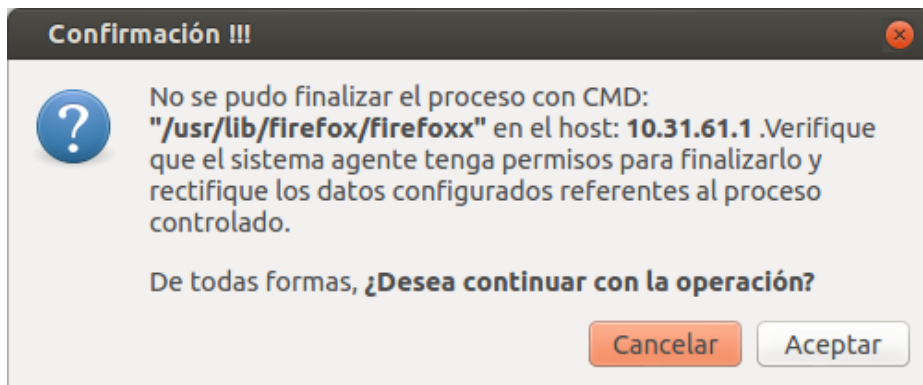 Confirmación !!!
No se pudo finalizar el proceso con CMD:
"/usr/lib/firefox/firefoxx" en el host: 10.31.61.1 .Verifique
que el sistema agente tenga permisos para finalizarlo y
rectifique los datos configurados referentes al proceso
controlado.
De todas formas, ¿Desea continuar con la operación?
Cancelar Aceptar